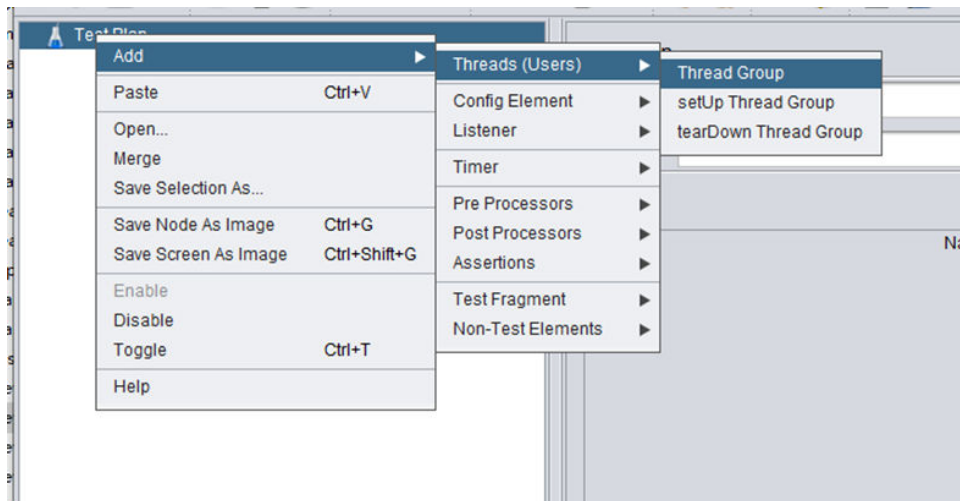 Test Plan
Add
Paste Ctrl+V
Open...
Merge
Save Selection As...
Save Node As Image Ctrl+G
Save Screen As Image Ctrl+Shift+G
Enable
Disable
Toggle Ctrl+T
Help
Threads (Users)
Config Element
Listener
Timer
Pre Processors
Post Processors
Assertions
Test Fragment
Non-Test Elements
Thread Group
setUp Thread Group
tearDown Thread Group